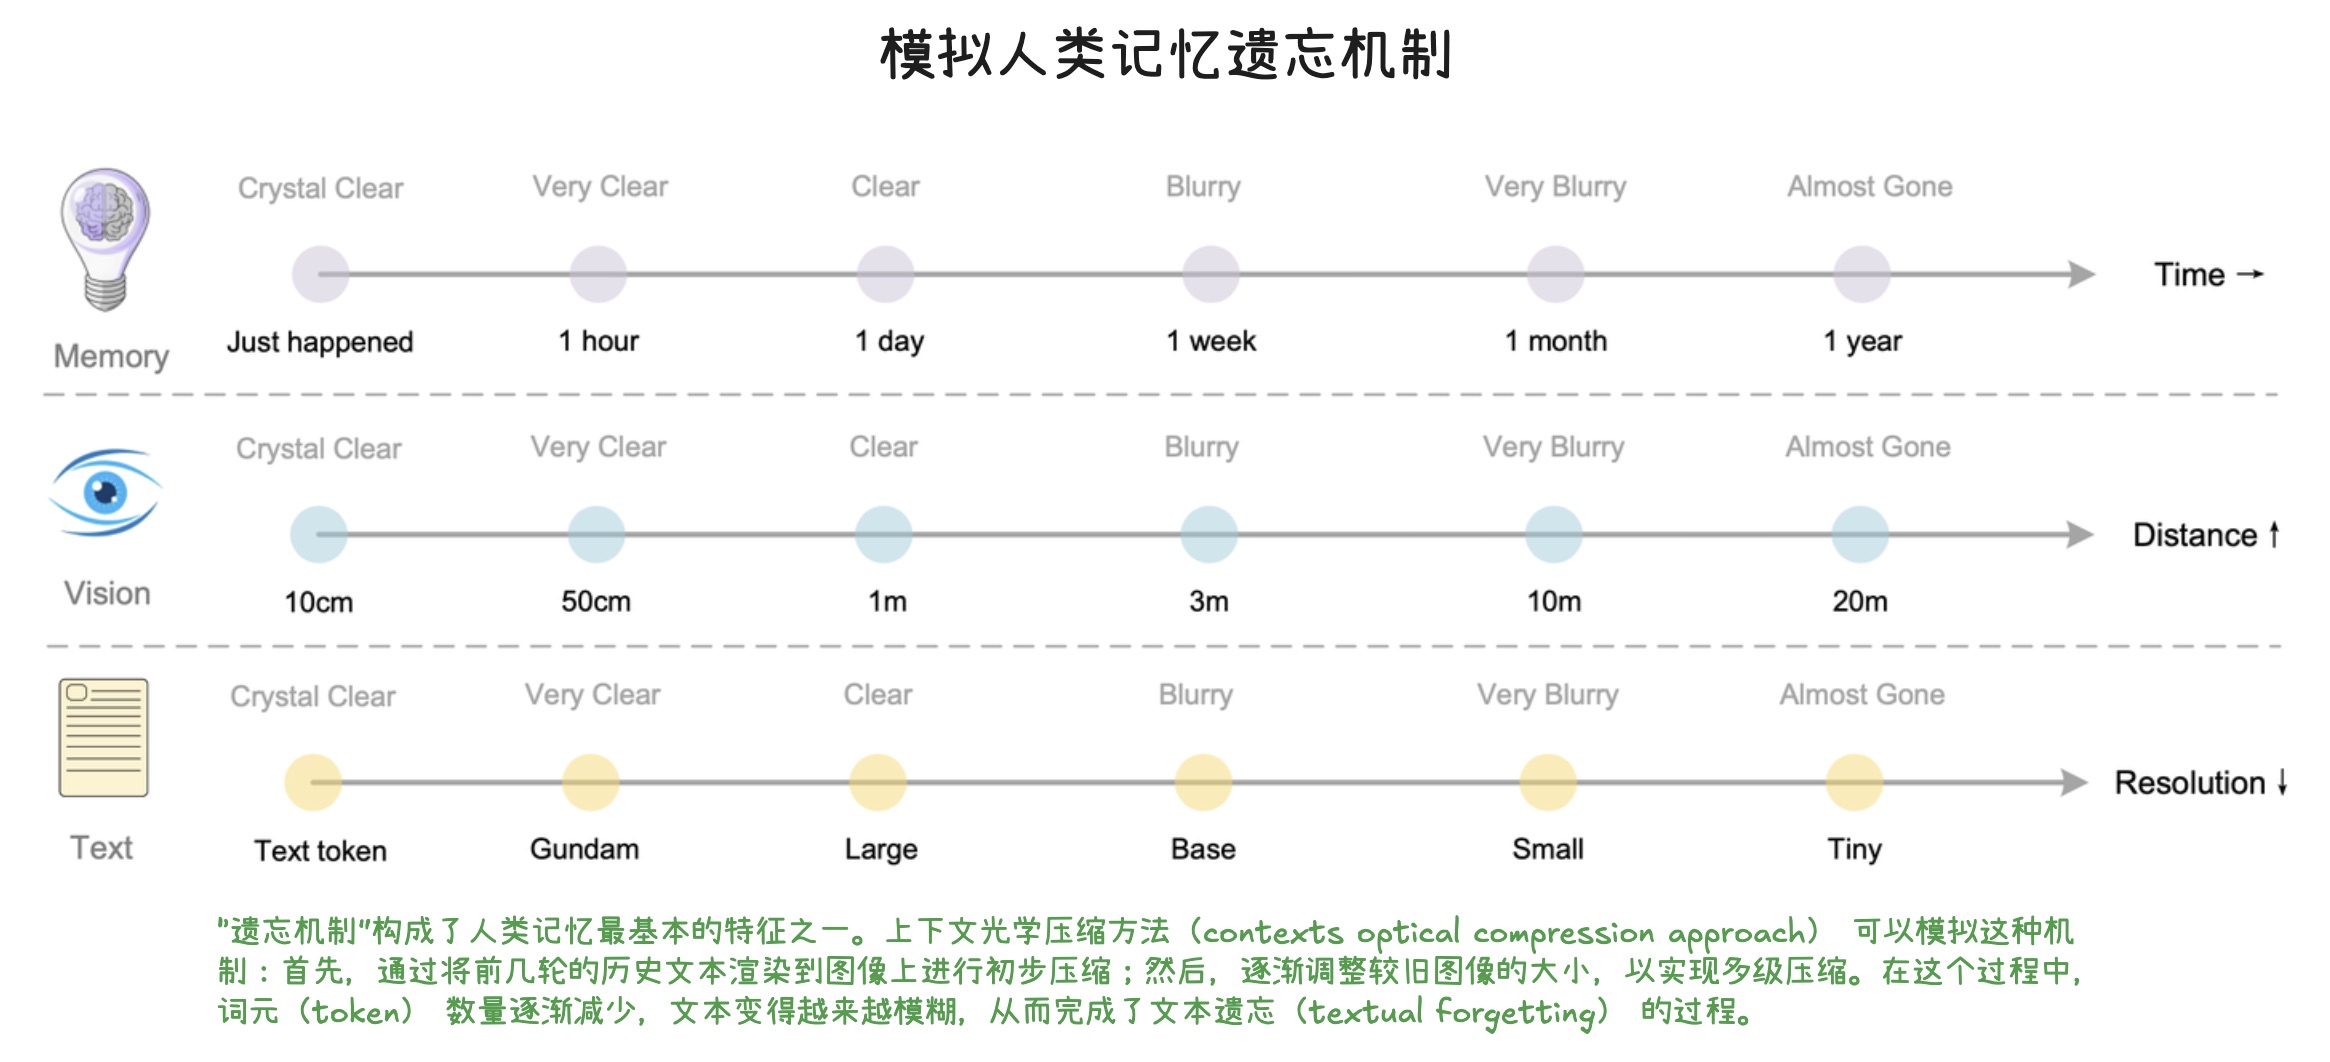 模拟人类记忆遗忘机制
Crystal Clear Very Clear Clear Blurry Very Blurry Almost Gone
Time →
Just happened 1 hour 1 day 1 week 1 month 1 year
Memory
Crystal Clear Very Clear Clear Blurry Very Blurry Almost Gone
Distance ↑
10cm 50cm 1m 3m 10m 20m
Vision
Crystal Clear Very Clear Clear Blurry Very Blurry Almost Gone
Resolution ↓
Text token Gundam Large Base Small Tiny
Text
"遗忘机制"构成了人类记忆最基本的特征之一。上下文光学压缩方法（contexts optical compression approach） 可以模拟这种机
制：首先，通过将前几轮的历史文本渲染到图像上进行初步压缩；然后，逐渐调整较旧图像的大小，以实现多级压缩。在这个过程中，
词元（token） 数量逐渐减少，文本变得越来越模糊，从而完成了文本遗忘（textual forgetting） 的过程。